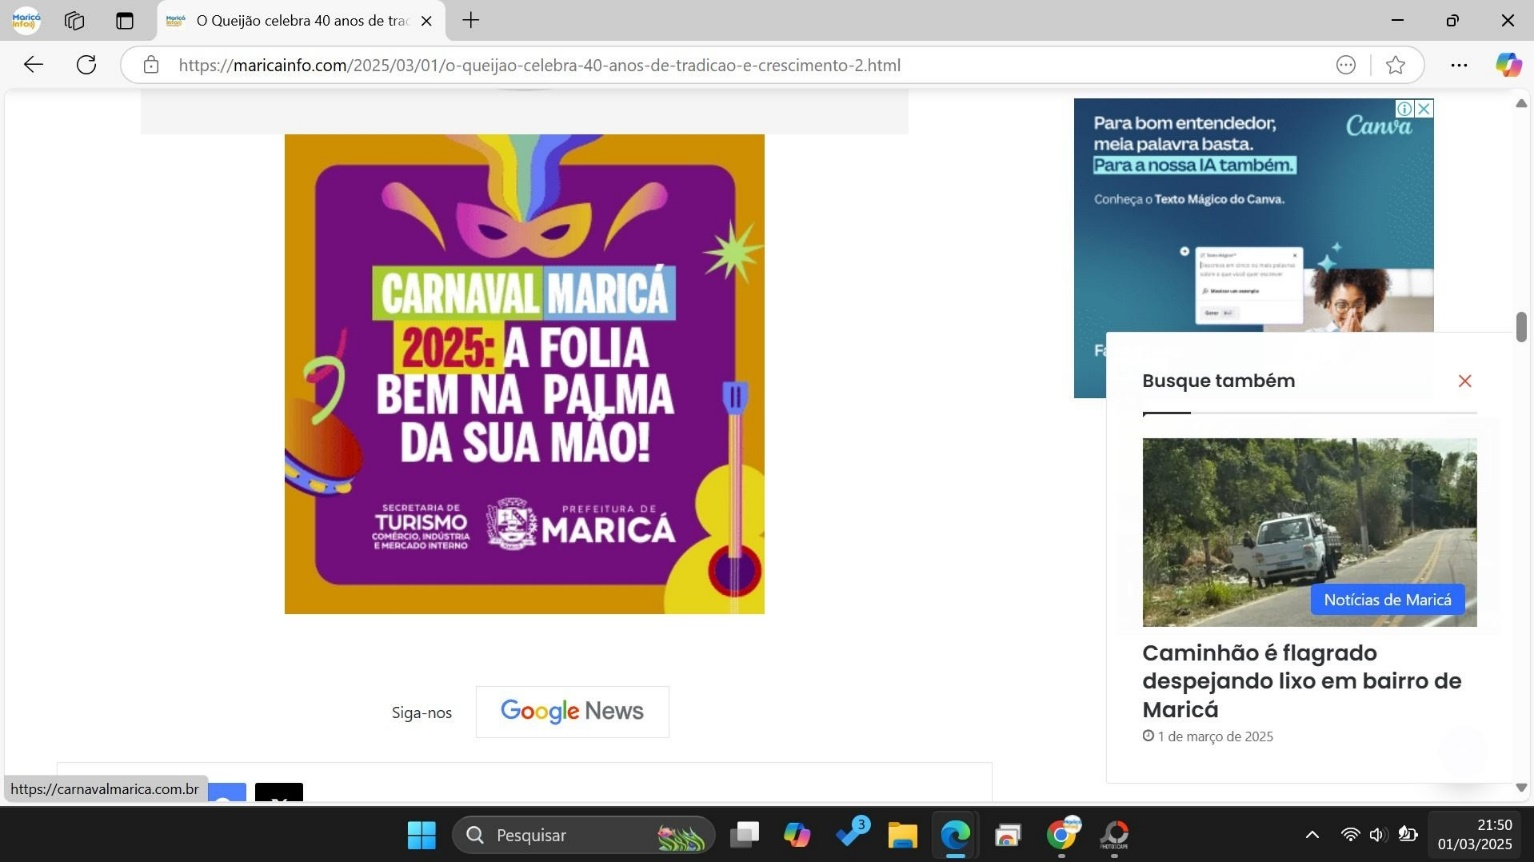 O Queijão celebra 40 anos de tra
https://maricainfo.com/2025/03/01/o-queijao-celebra-40-anos-de-tradicao-e-crescimento-2.html
CARNAVAL MARICÁ
2025: A FOLIA
BEM NA PALMA
DA SUA MÃO!
SECRETARIA DE
TURISMO
COMÉRCIO, INDÚSTRIA
E MERCADO INTERNO
PREFEITURA DE
MARICÁ
Para bom entendedor,
meia palavra basta.
Para a nossa IA também.
Canva
Conheça o Texto Mágico do Canva.
Busque também
Notícias de Maricá
Caminhão é flagrado
despejando lixo em bairro de
Maricá
1 de março de 2025
Siga-nos
Google News
https://carnavalmarica.com.br
Pesquisar
3
21:50
01/03/2025